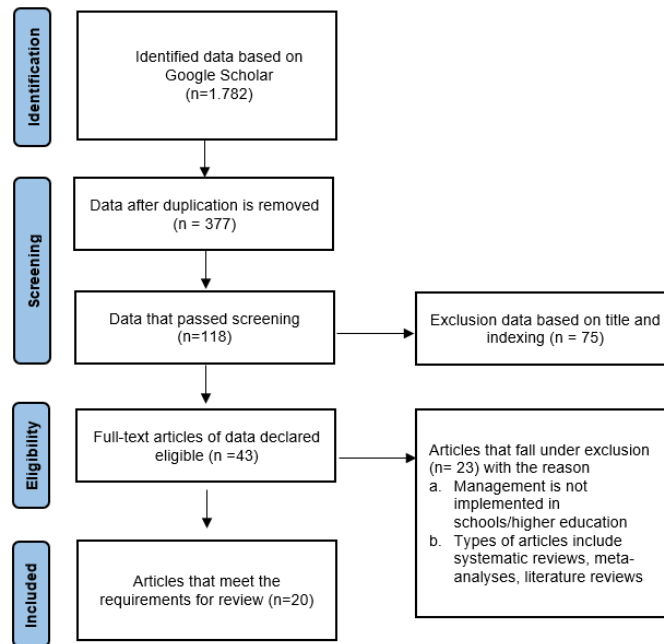 Identification
Identified data based on
Google Scholar
(n=1.782)
Screening
Data after duplication is removed
(n = 377)
Data that passed screening
(n=118)
Exclusion data based on title and
indexing (n = 75)
Eligibility
Full-text articles of data declared
eligible (n =43)
Articles that fall under exclusion
(n= 23) with the reason
a. Management is not
implemented in
schools/higher education
b. Types of articles include
systematic reviews, meta-
analyses, literature reviews
Included
Articles that meet the
requirements for review (n=20)